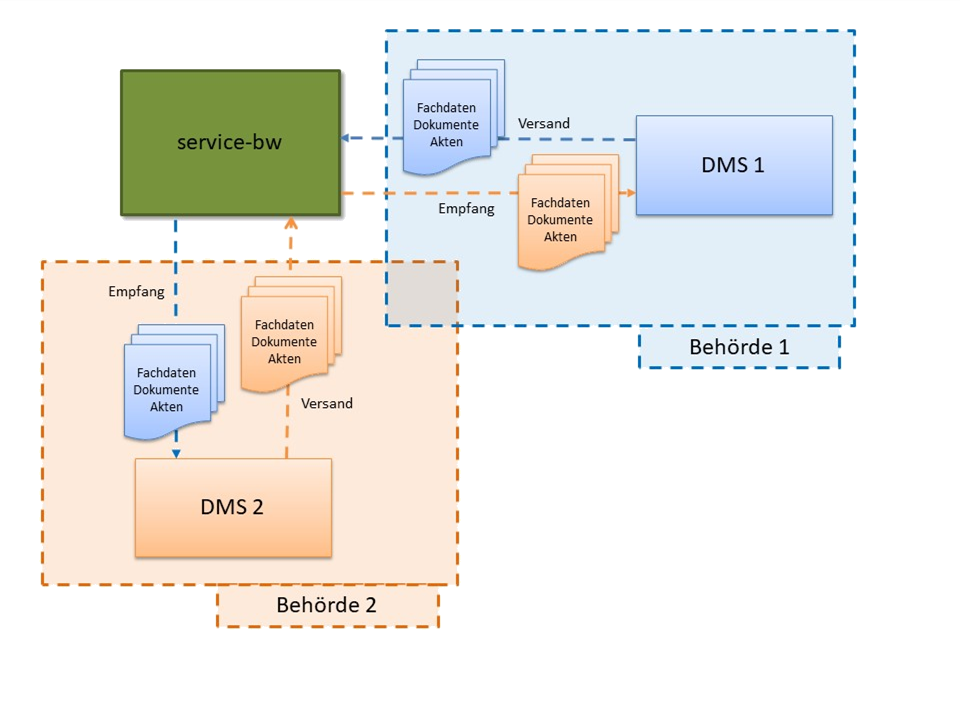 service-bw
Fachdaten
Dokumente
Akten
Versand
DMS 1
Empfang
Fachdaten
Dokumente
Akten
Behörde 1
Empfang
Fachdaten
Dokumente
Akten
Fachdaten
Dokumente
Akten
Versand
DMS 2
Behörde 2